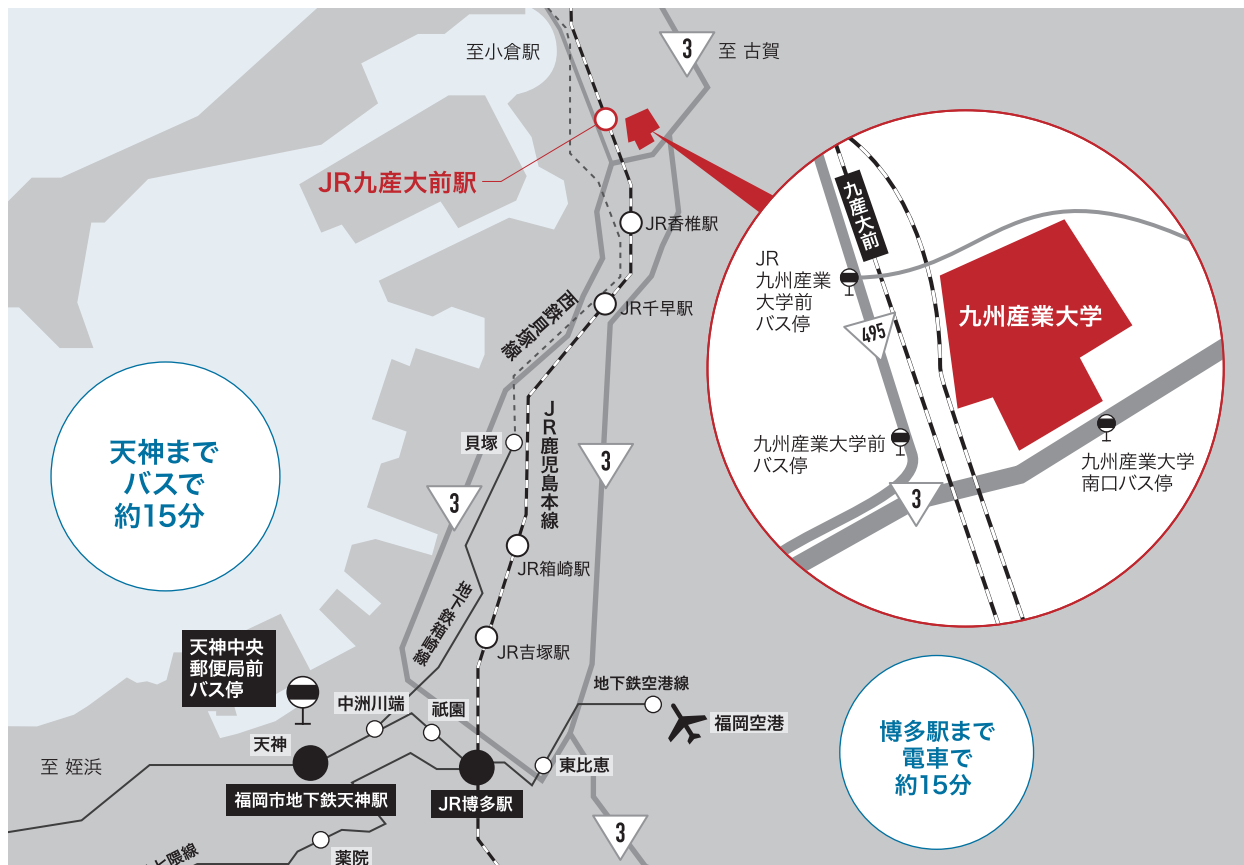 至小倉駅
3
至 古賀
JR九産大前駅
JR香椎駅
JR千早駅
西鉄貝塚線
貝塚
JR鹿児島本線
3
3
JR箱崎駅
地下鉄箱崎線
JR吉塚駅
天神まで
バスで
約15分
天神中央
郵便局前
バス停
中洲川端
祇園
地下鉄空港線
福岡空港
天神
東比恵
至 姪浜
福岡市地下鉄天神駅
JR博多駅
3
薬院
上隈線
九産大前
JR
九州産業
大学前
バス停
495
九州産業大学
九州産業大学前
バス停
3
九州産業大学
南口バス停
博多駅まで
電車で
約15分